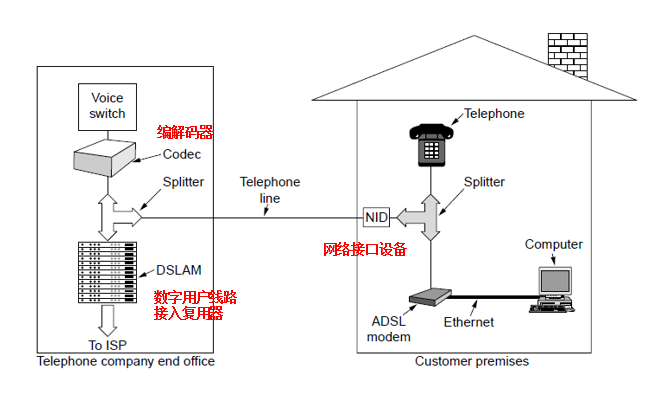 Voice
switch
编解码器
Codec
Splitter
Telephone
line
DSLAM
数字用户线路
接入复用器
To ISP
Telephone company end office
Telephone
NID
Splitter
网络接口设备
Computer
ADSL
modem
Ethernet
Customer premises